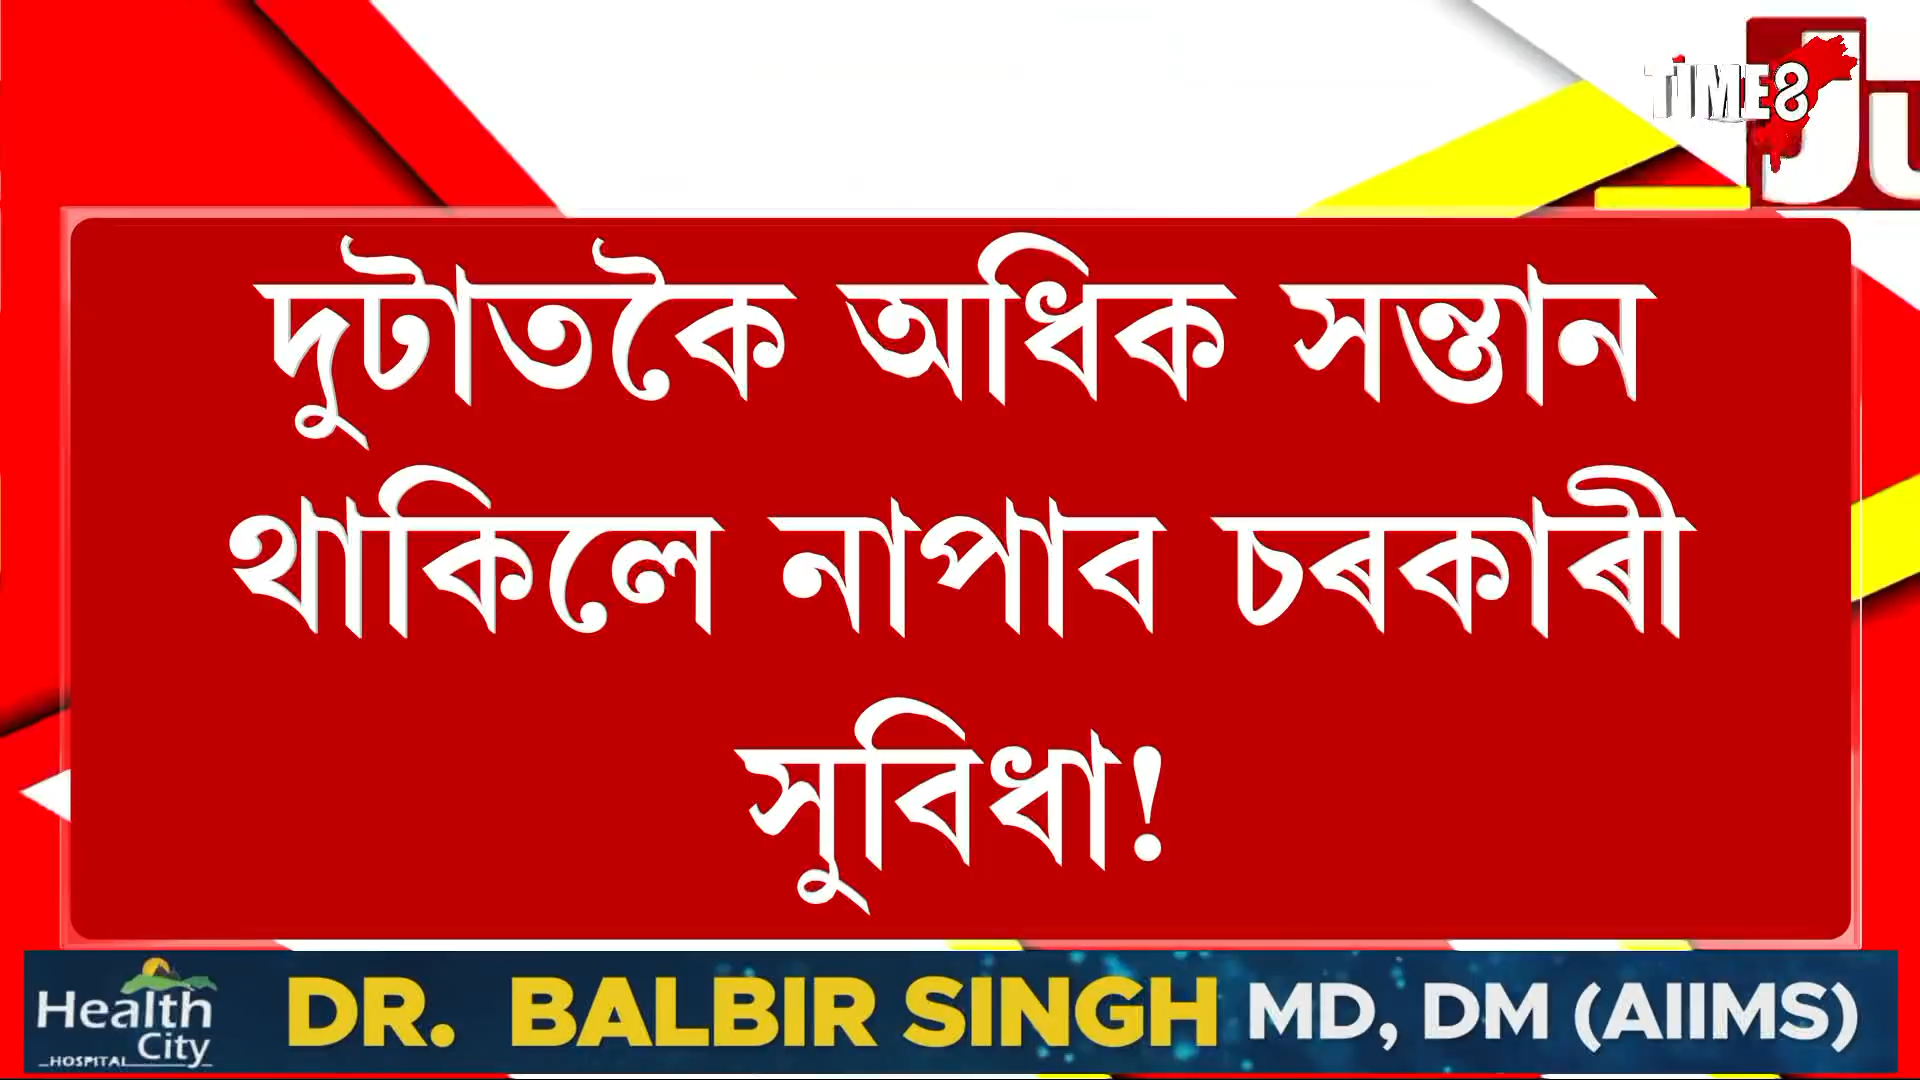 TIME8
দুটাতকৈ অধিক সন্তান
থাকিলে নাপাব চৰকাৰী
সুবিধা!
Health City HOSPITAL
DR. BALBIR SINGH MD, DM (AIIMS)